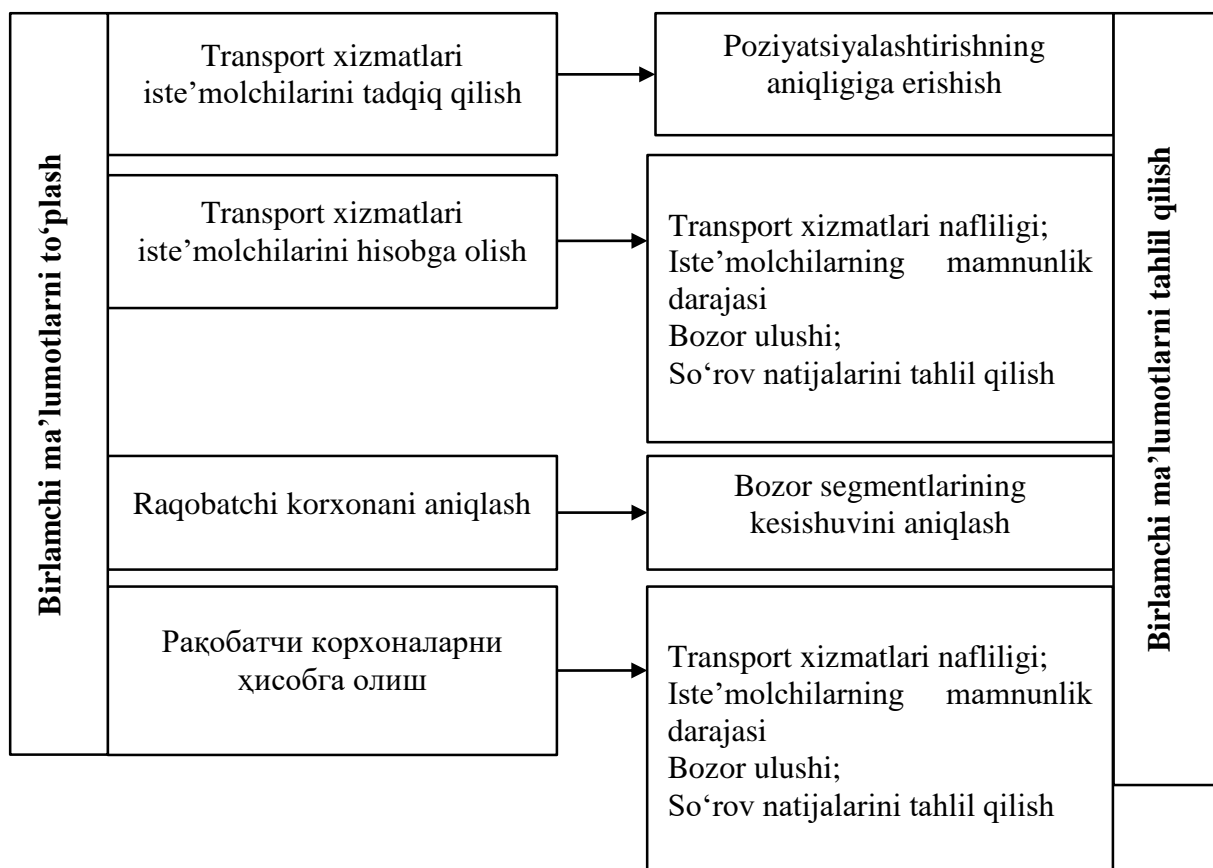 Birlamchi ma’lumotlarni to‘plash
Transport xizmatlari
iste’molchilarini tadqiq qilish
Poziyatsiyalashtirishning
aniqligiga erishish
Transport xizmatlari
iste’molchilarini hisobga olish
Transport xizmatlari nafliligi;
Iste’molchilarning mamnunlik
darajasi
Bozor ulushi;
So‘rov natijalarini tahlil qilish
Raqobatchi korxonani aniqlash
Bozor segmentlarining
kesishuvini aniqlash
Рақобатчи корхоналарни
ҳисобга олиш
Transport xizmatlari nafliligi;
Iste’molchilarning mamnunlik
darajasi
Bozor ulushi;
So‘rov natijalarini tahlil qilish
Birlamchi ma’lumotlarni tahlil qilish